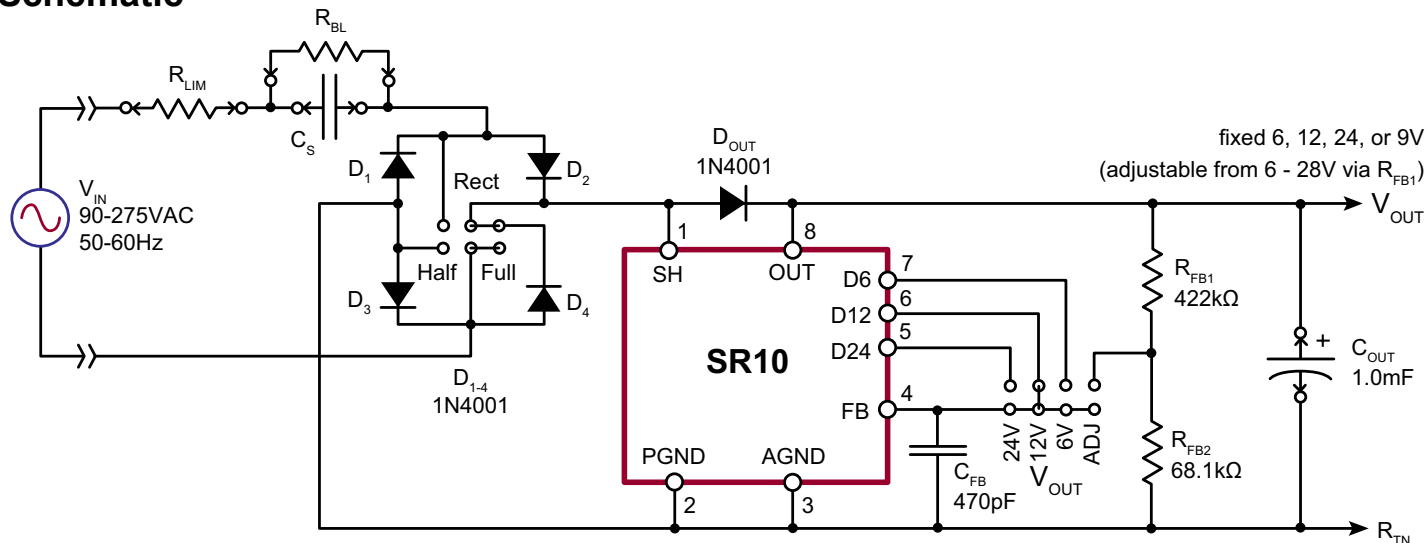 Schematic
R_BL
R_LIM
C_S
V_IN
90-275VAC
50-60Hz
D_1
D_2
Rect
Half
Full
D_3
D_4
D_1-4
1N4001
D_OUT
1N4001
fixed 6, 12, 24, or 9V
(adjustable from 6 - 28V via R_FB1)
V_OUT
1
8
SH
OUT
D6
7
D12
6
D24
5
SR10
FB
4
PGND
AGND
2
3
C_FB
470pF
24V
12V
6V
ADJ
V_OUT
R_FB1
422kΩ
R_FB2
68.1kΩ
+
C_OUT
1.0mF
R_TN